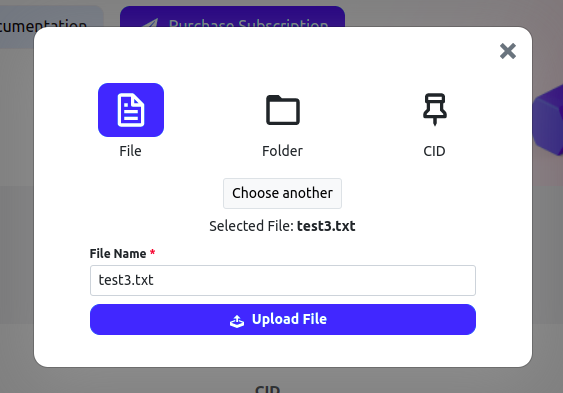 cumentation
Purchase Subscription
File
Folder
CID
Choose another
Selected File: test3.txt
File Name *
test3.txt
Upload File
CID